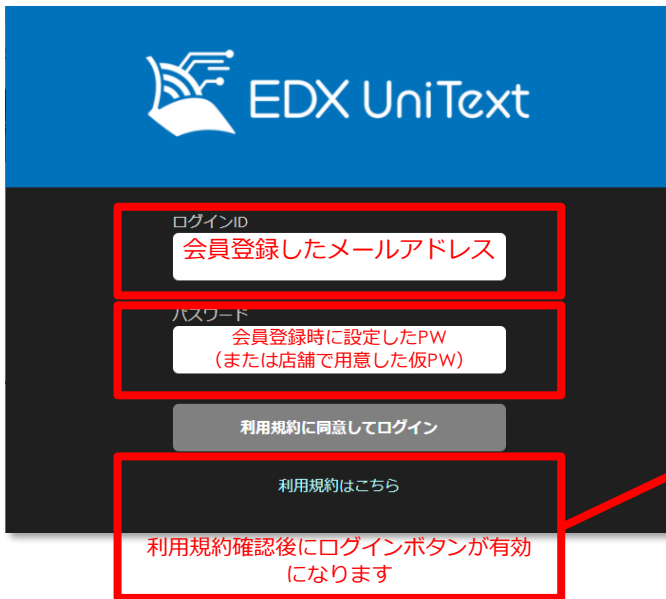 EDX UniText
ログインID
会員登録したメールアドレス
パスワード
会員登録時に設定したPW
（または店舗で用意した仮PW）
利用規約に同意してログイン
利用規約はこちら
利用規約確認後にログインボタンが有効
になります